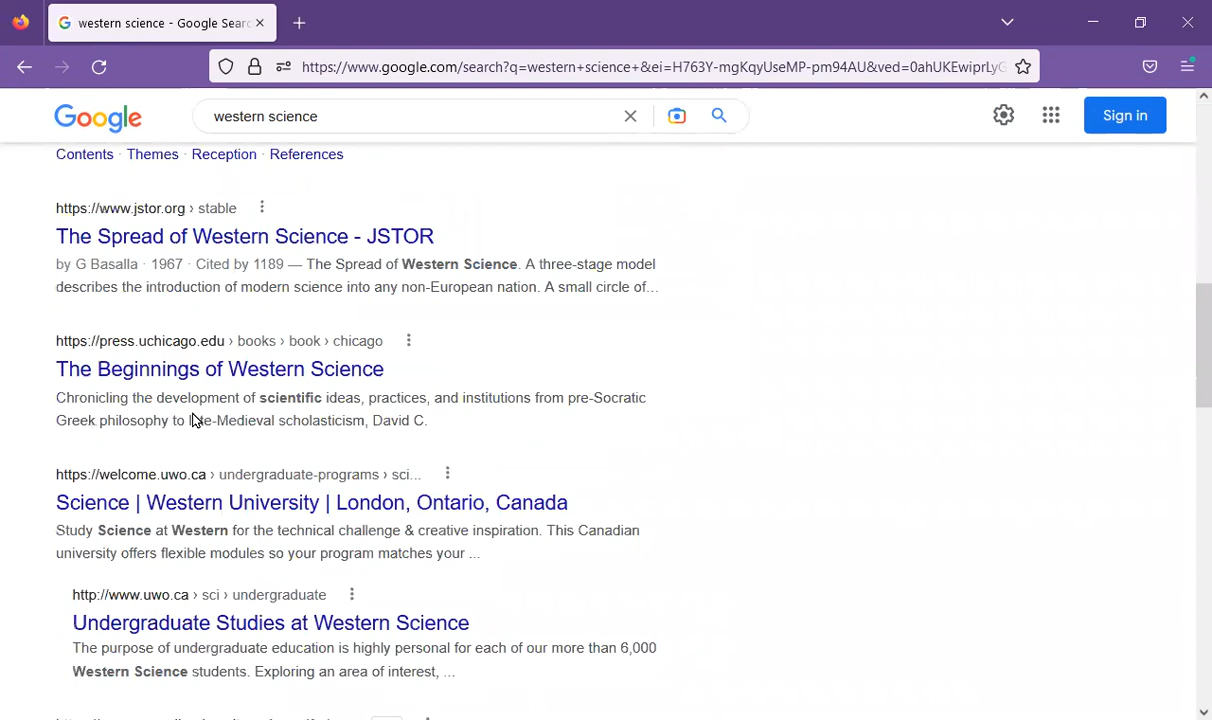 western science - Google Searc
https://www.google.com/search?q=western+science+&ei=H763Y-mgKqyUseMP-pm94AU&ved=0ahUKEwiprLyG
Google
western science
Sign in
Contents · Themes · Reception · References
https://www.jstor.org › stable
The Spread of Western Science - JSTOR
by G Basalla · 1967 · Cited by 1189 — The Spread of Western Science. A three-stage model
describes the introduction of modern science into any non-European nation. A small circle of...
https://press.uchicago.edu › books › book › chicago
The Beginnings of Western Science
Chronicling the development of scientific ideas, practices, and institutions from pre-Socratic
Greek philosophy to late-Medieval scholasticism, David C.
https://welcome.uwo.ca › undergraduate-programs › sci...
Science | Western University | London, Ontario, Canada
Study Science at Western for the technical challenge & creative inspiration. This Canadian
university offers flexible modules so your program matches your ...
http://www.uwo.ca › sci › undergraduate
Undergraduate Studies at Western Science
The purpose of undergraduate education is highly personal for each of our more than 6,000
Western Science students. Exploring an area of interest, ...